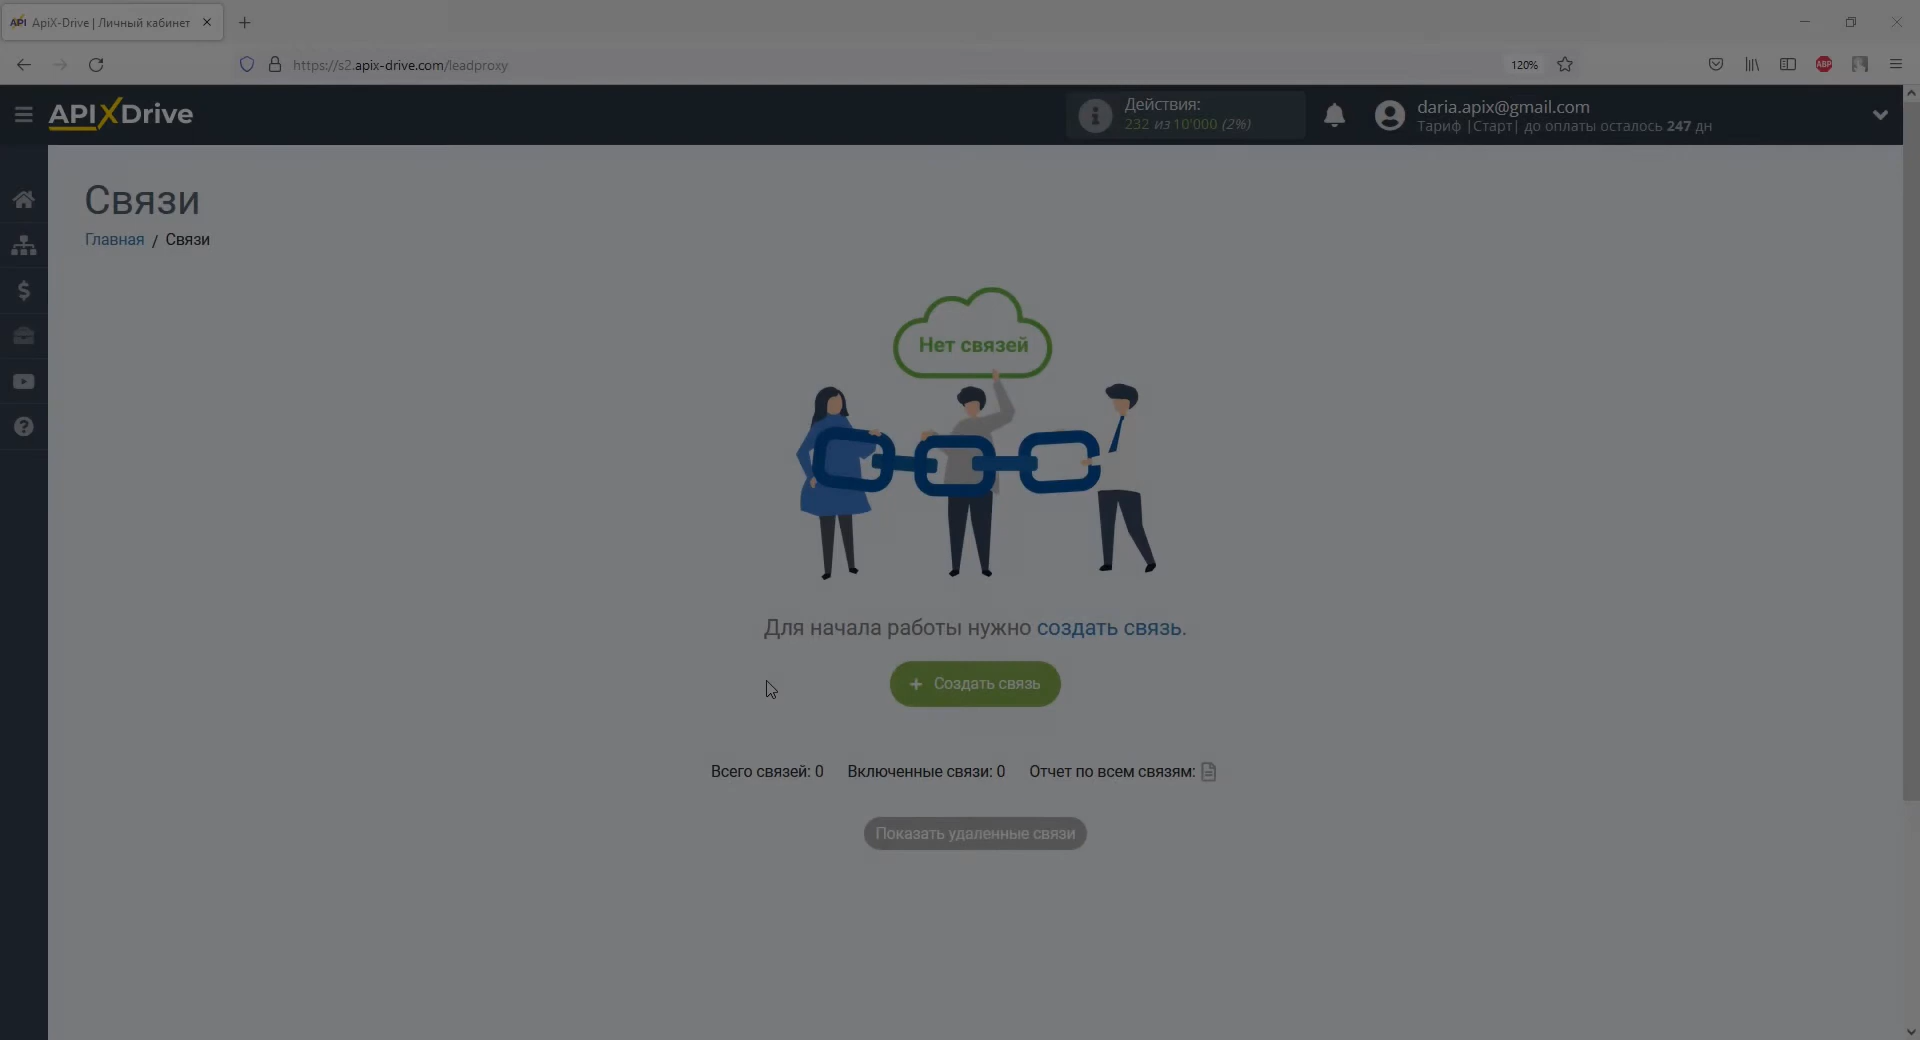 API ApiX-Drive | Личный кабинет
https://s2.apix-drive.com/leadproxy
120%
ABP
APIXDrive
Действия:
232 из 10'000 (2%)
daria.apix@gmail.com
Тариф |Старт| до оплаты осталось 247 дн
Связи
Главная / Связи
Нет связей
Для начала работы нужно создать связь.
+ Создать связь
Всего связей: 0 Включенные связи: 0 Отчет по всем связям:
Показать удаленные связи